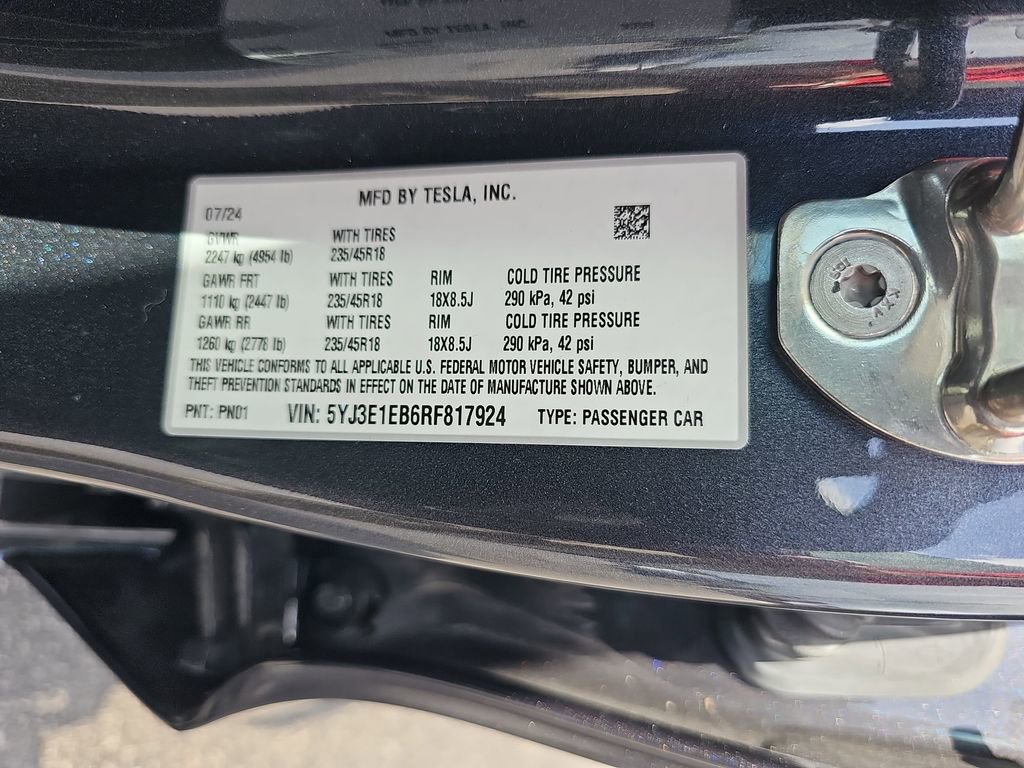 MFD BY TESLA, INC.
MFD BY TESLA, INC.
07/24
GVWR WITH TIRES
2247 kg (4954 lb) 235/45R18
GAWR FRT WITH TIRES RIM COLD TIRE PRESSURE
1110 kg (2447 lb) 235/45R18 18X8.5J 290 kPa, 42 psi
GAWR RR WITH TIRES RIM COLD TIRE PRESSURE
1260 kg (2778 lb) 235/45R18 18X8.5J 290 kPa, 42 psi
THIS VEHICLE CONFORMS TO ALL APPLICABLE U.S. FEDERAL MOTOR VEHICLE SAFETY, BUMPER, AND
THEFT PREVENTION STANDARDS IN EFFECT ON THE DATE OF MANUFACTURE SHOWN ABOVE.
PNT: PN01 VIN: 5YJ3E1EB6RF817924 TYPE: PASSENGER CAR